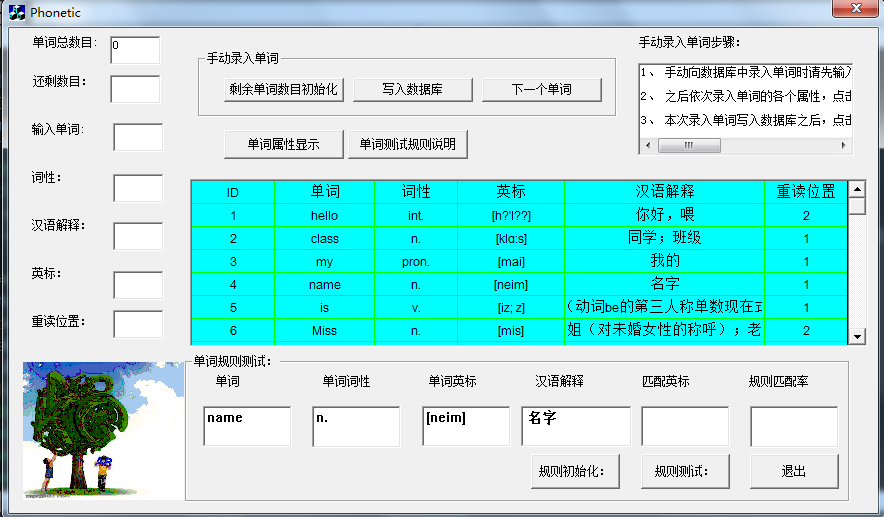 Phonetic
单词总数目: 0
还剩数目:
输入单词:
词性:
汉语解释:
英标:
重读位置:
手动录入单词
剩余单词数目初始化 写入数据库 下一个单词
单词属性显示 单词测试规则说明
手动录入单词步骤:
1、 手动向数据库中录入单词时请先输入
2、 之后依次录入单词的各个属性，点击
3、 本次录入单词写入数据库之后，点击
ID 单词 词性 英标 汉语解释 重读位置
1 hello int. [h?'l??] 你好，喂 2
2 class n. [klɑ:s] 同学；班级 1
3 my pron. [mai] 我的 1
4 name n. [neim] 名字 1
5 is v. [iz; z] （动词be的第三人称单数现在式 1
6 Miss n. [mis] 姐（对未婚女性的称呼）；老 2
单词规则测试:
单词 单词词性 单词英标 汉语解释 匹配英标 规则匹配率
name n. [neim] 名字
规则初始化: 规则测试: 退出